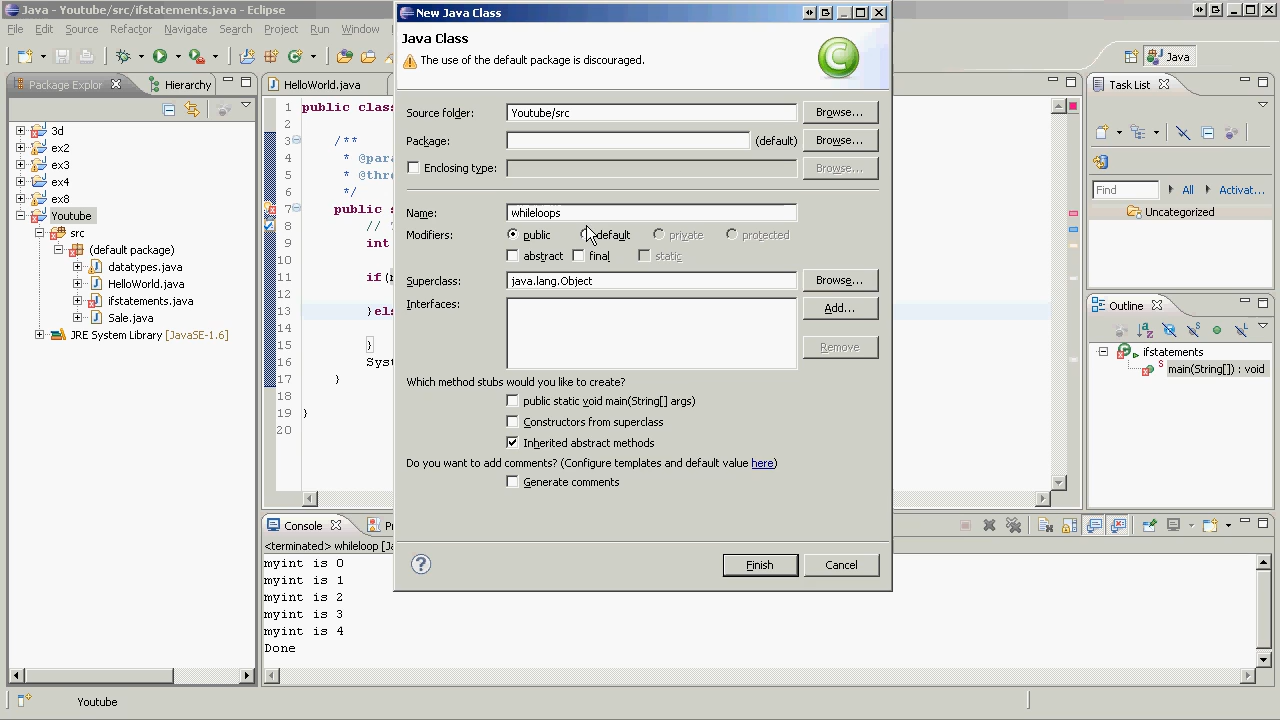 Java - Youtube/src/ifstatements.java - Eclipse
New Java Class
File Edit Source
Search Project Run Window
Java Class
The use of the default package is discouraged.
Java
Package Explor Hierarchy
HelloWorld.java
Task List
Source folder: Youtube/src Browse...
Package: (default) Browse...
Enclosing type: Browse...
Name: whileloops
Modifiers: public default private protected
abstract final static
Superclass: java.lang.Object Browse...
Interfaces: Add...
Remove
Which method stubs would you like to create?
public static void main(String[] args)
Constructors from superclass
Inherited abstract methods
Do you want to add comments? (Configure templates and default value here)
Generate comments
Finish Cancel
3d
ex2
ex3
ex4
ex8
Youtube
src
(default package)
datatypes.java
HelloWorld.java
ifstatements.java
Sale.java
JRE System Library [JavaSE-1.6]
1 public clas
2
3 /**
4 * @para
5 * @thr
6 */
7 public s
8 //
9 int
10
11 if(
12
13 }els
14
15 }
16 Syst
17 }
18
19 }
20
Find All Activat...
Uncategorized
Outline
ifstatements
main(String[]) : void
Console
<terminated> whileloop [Ja
myint is 0
myint is 1
myint is 2
myint is 3
myint is 4
Done
Youtube